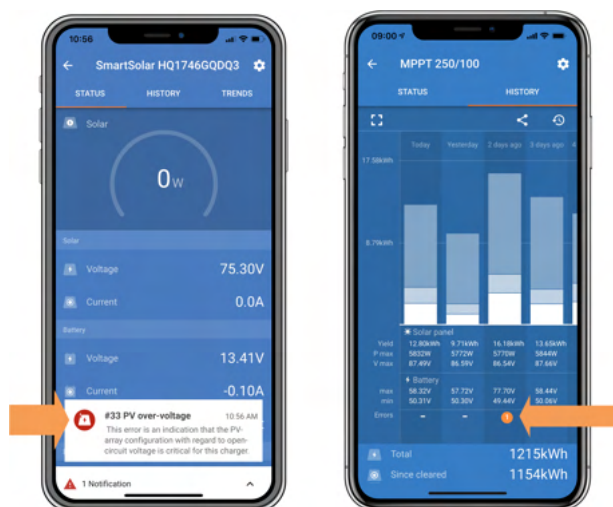 10:56
SmartSolar HQ1746GQDQ3
STATUS HISTORY TRENDS
Solar
0W
Solar
Voltage 75.30V
Current 0.0A
Battery
Voltage 13.41V
Current -0.10A
#33 PV over-voltage 10:56 AM
This error is an indication that the PV-
array configuration with regard to open-
circuit voltage is critical for this charger.
1 Notification
09:00
MPPT 250/100
STATUS HISTORY
Today Yesterday 2 days ago 3 days ago 4
17.58kWh
8.79kWh
Solar panel
Yield 12.80kWh 9.71kWh 16.18kWh 13.65kWh
P max 5832W 5772W 5770W 5844W
V max 87.49V 86.59V 86.54V 87.66V
Battery
max 58.32V 57.72V 77.70V 58.44V
min 50.31V 50.30V 49.44V 50.06V
Errors - - 1
Total 1215kWh
Since cleared 1154kWh